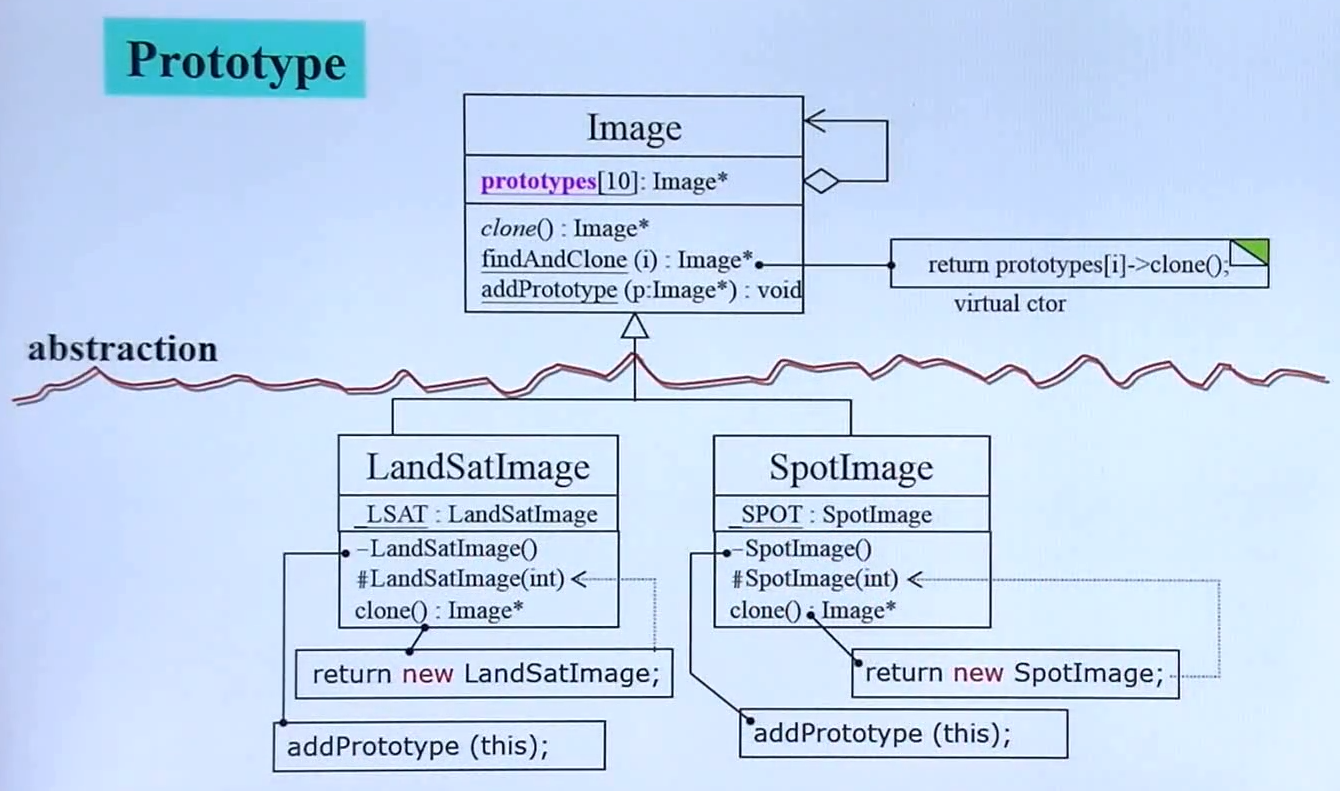 Prototype
Image
prototypes[10]: Image*
clone() : Image*
findAndClone (i) : Image*
addPrototype (p:Image*) : void
return prototypes[i]->clone();
virtual ctor
abstraction
LandSatImage
_LSAT : LandSatImage
−LandSatImage()
#LandSatImage(int)
clone() : Image*
return new LandSatImage;
addPrototype (this);
SpotImage
_SPOT : SpotImage
−SpotImage()
#SpotImage(int)
clone() : Image*
return new SpotImage;
addPrototype (this);